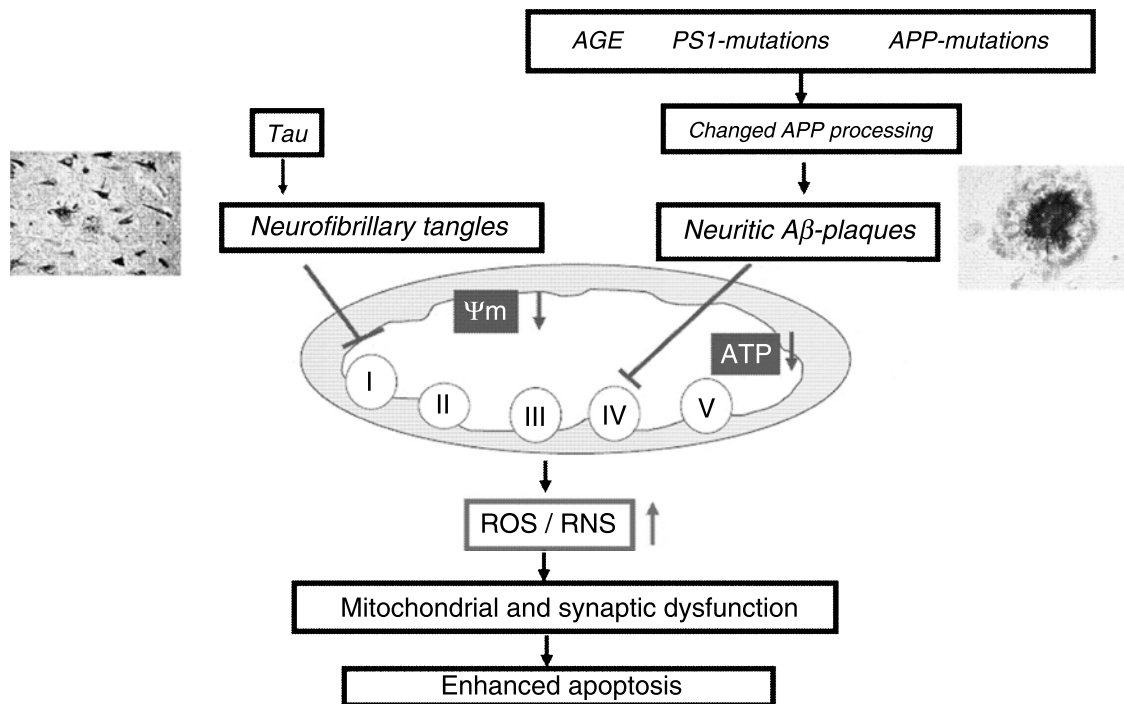 AGE PS1-mutations APP-mutations
Tau
Changed APP processing
Neurofibrillary tangles
Neuritic Aβ-plaques
Ψm
ATP
I
II
III
IV
V
ROS / RNS
Mitochondrial and synaptic dysfunction
Enhanced apoptosis